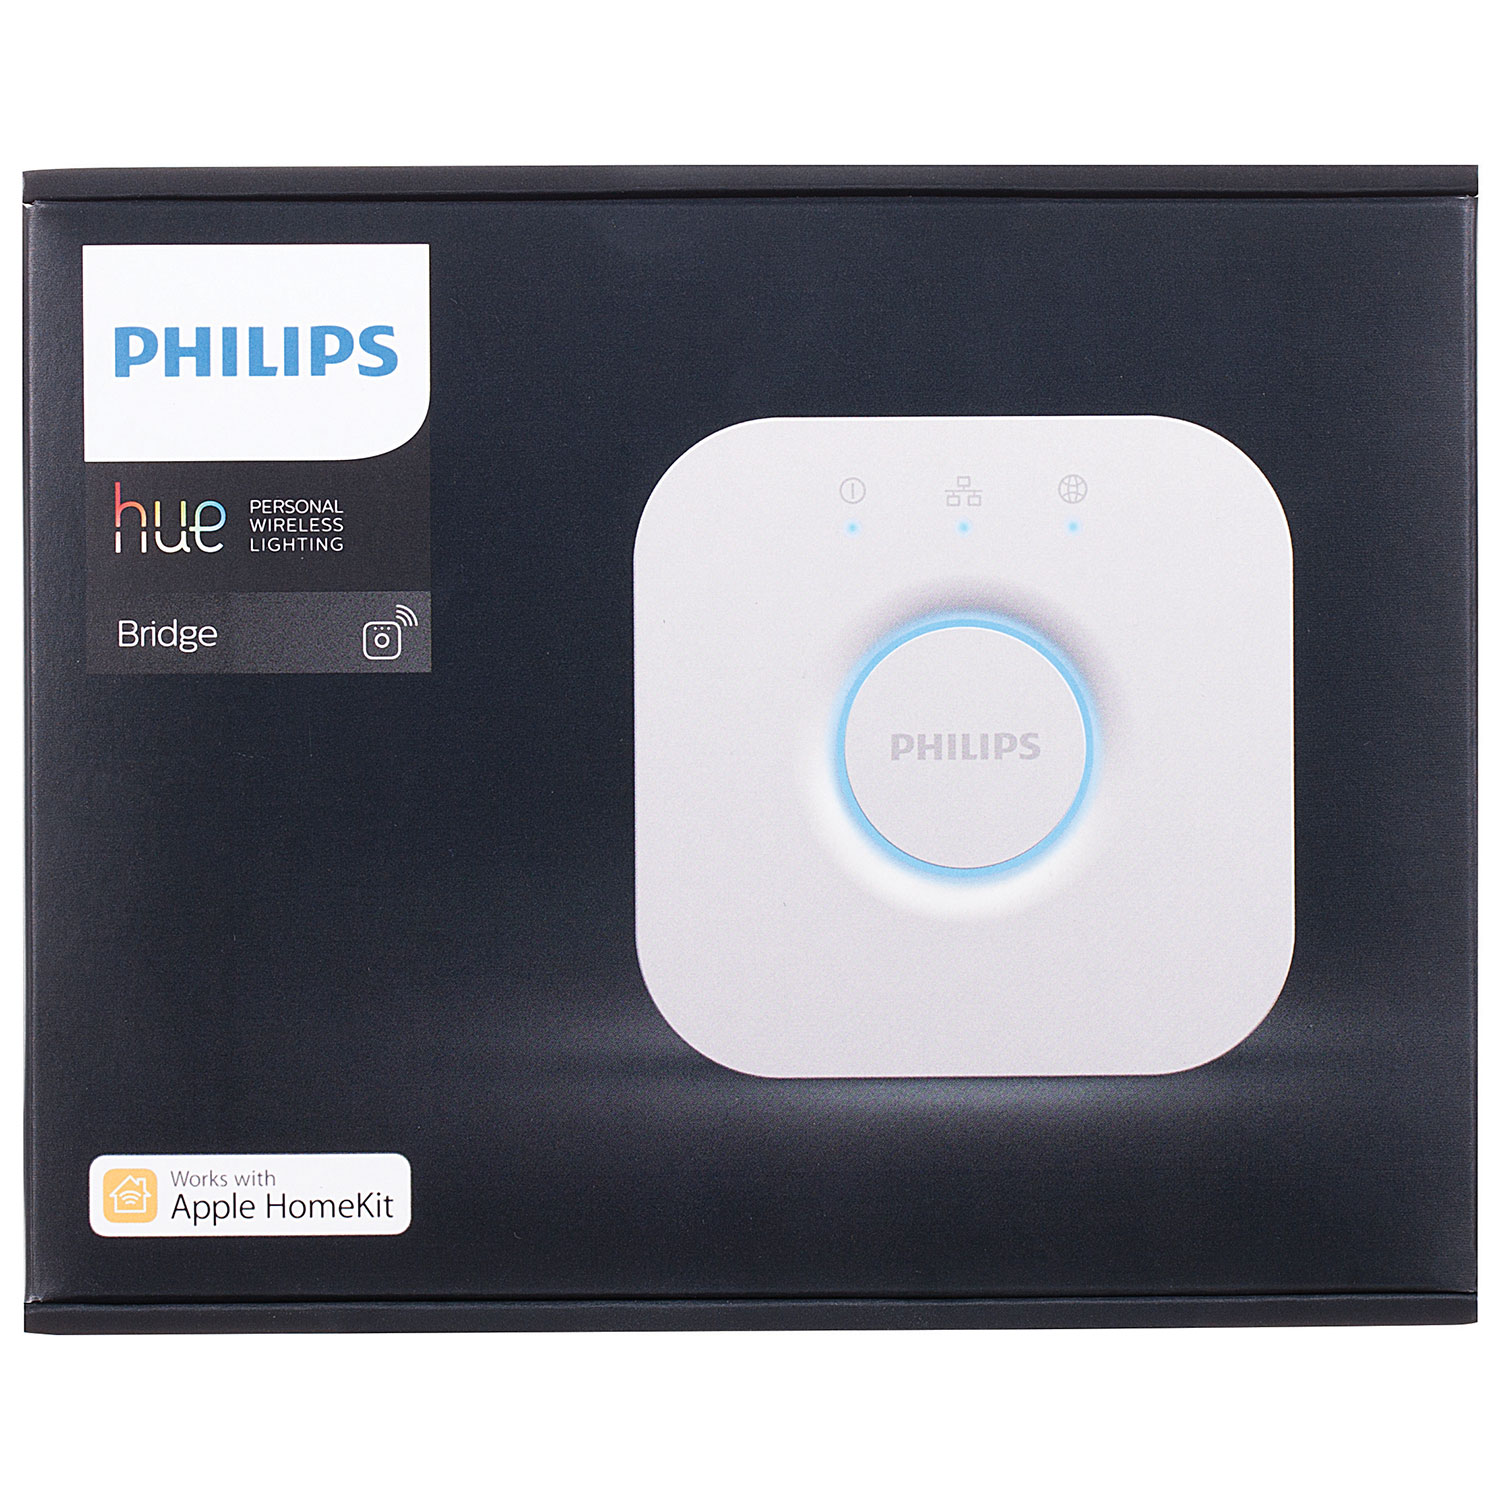 PHILIPS
hue
PERSONAL
WIRELESS
LIGHTING
Bridge
PHILIPS
Works with
Apple HomeKit